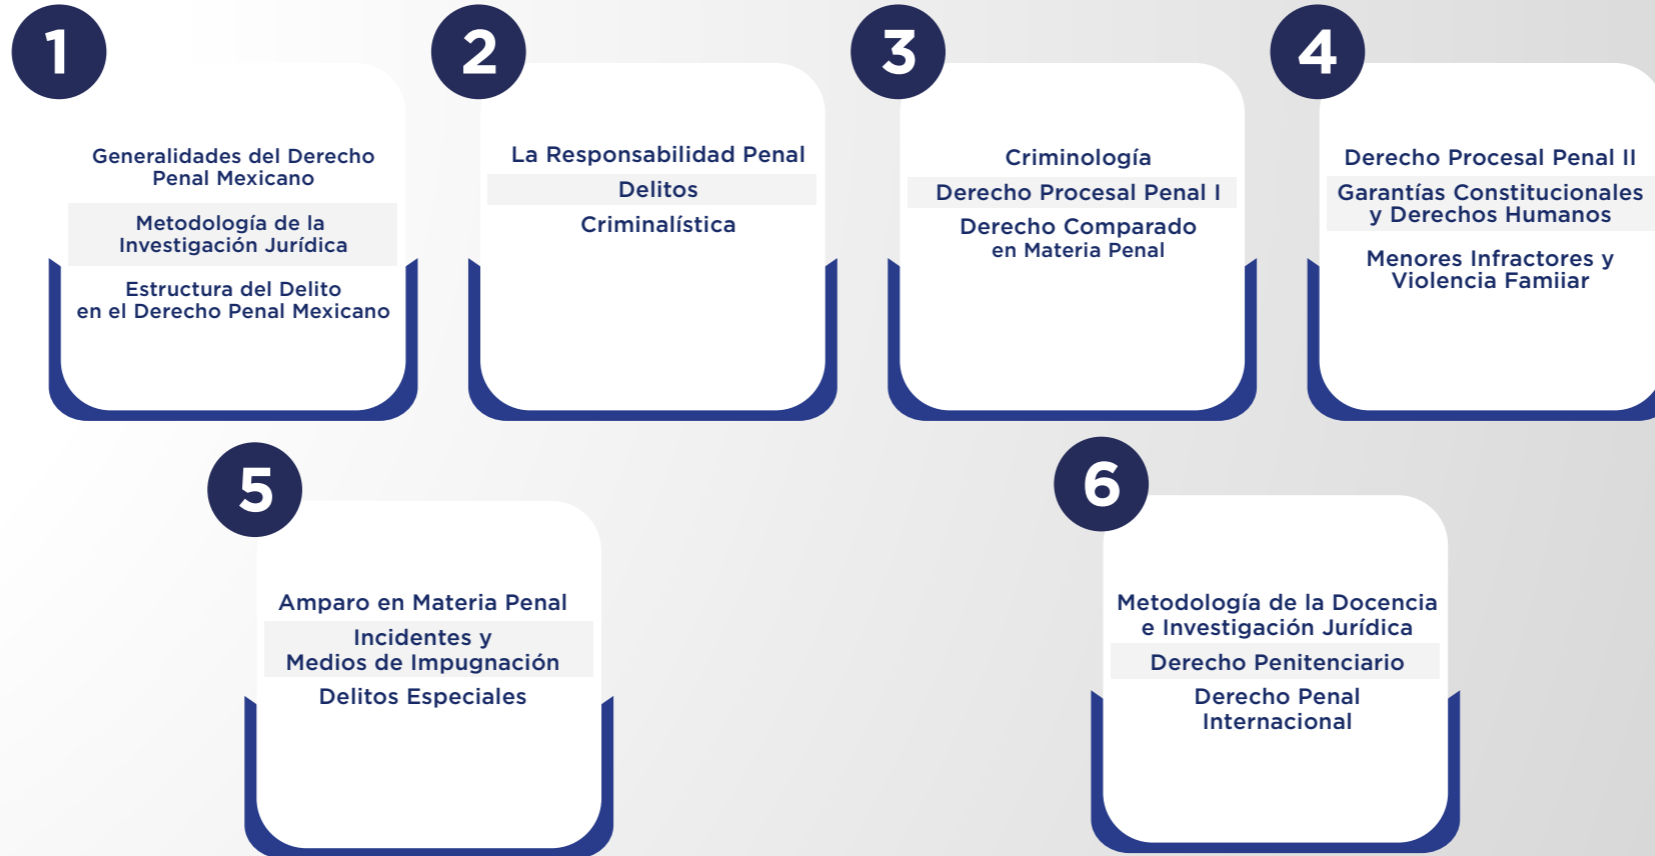 1
Generalidades del Derecho
Penal Mexicano
Metodología de la
Investigación Jurídica
Estructura del Delito
en el Derecho Penal Mexicano
2
La Responsabilidad Penal
Delitos
Criminalística
3
Criminología
Derecho Procesal Penal I
Derecho Comparado
en Materia Penal
4
Derecho Procesal Penal II
Garantías Constitucionales
y Derechos Humanos
Menores Infractores y
Violencia Famiiar
5
Amparo en Materia Penal
Incidentes y
Medios de Impugnación
Delitos Especiales
6
Metodología de la Docencia
e Investigación Jurídica
Derecho Penitenciario
Derecho Penal
Internacional